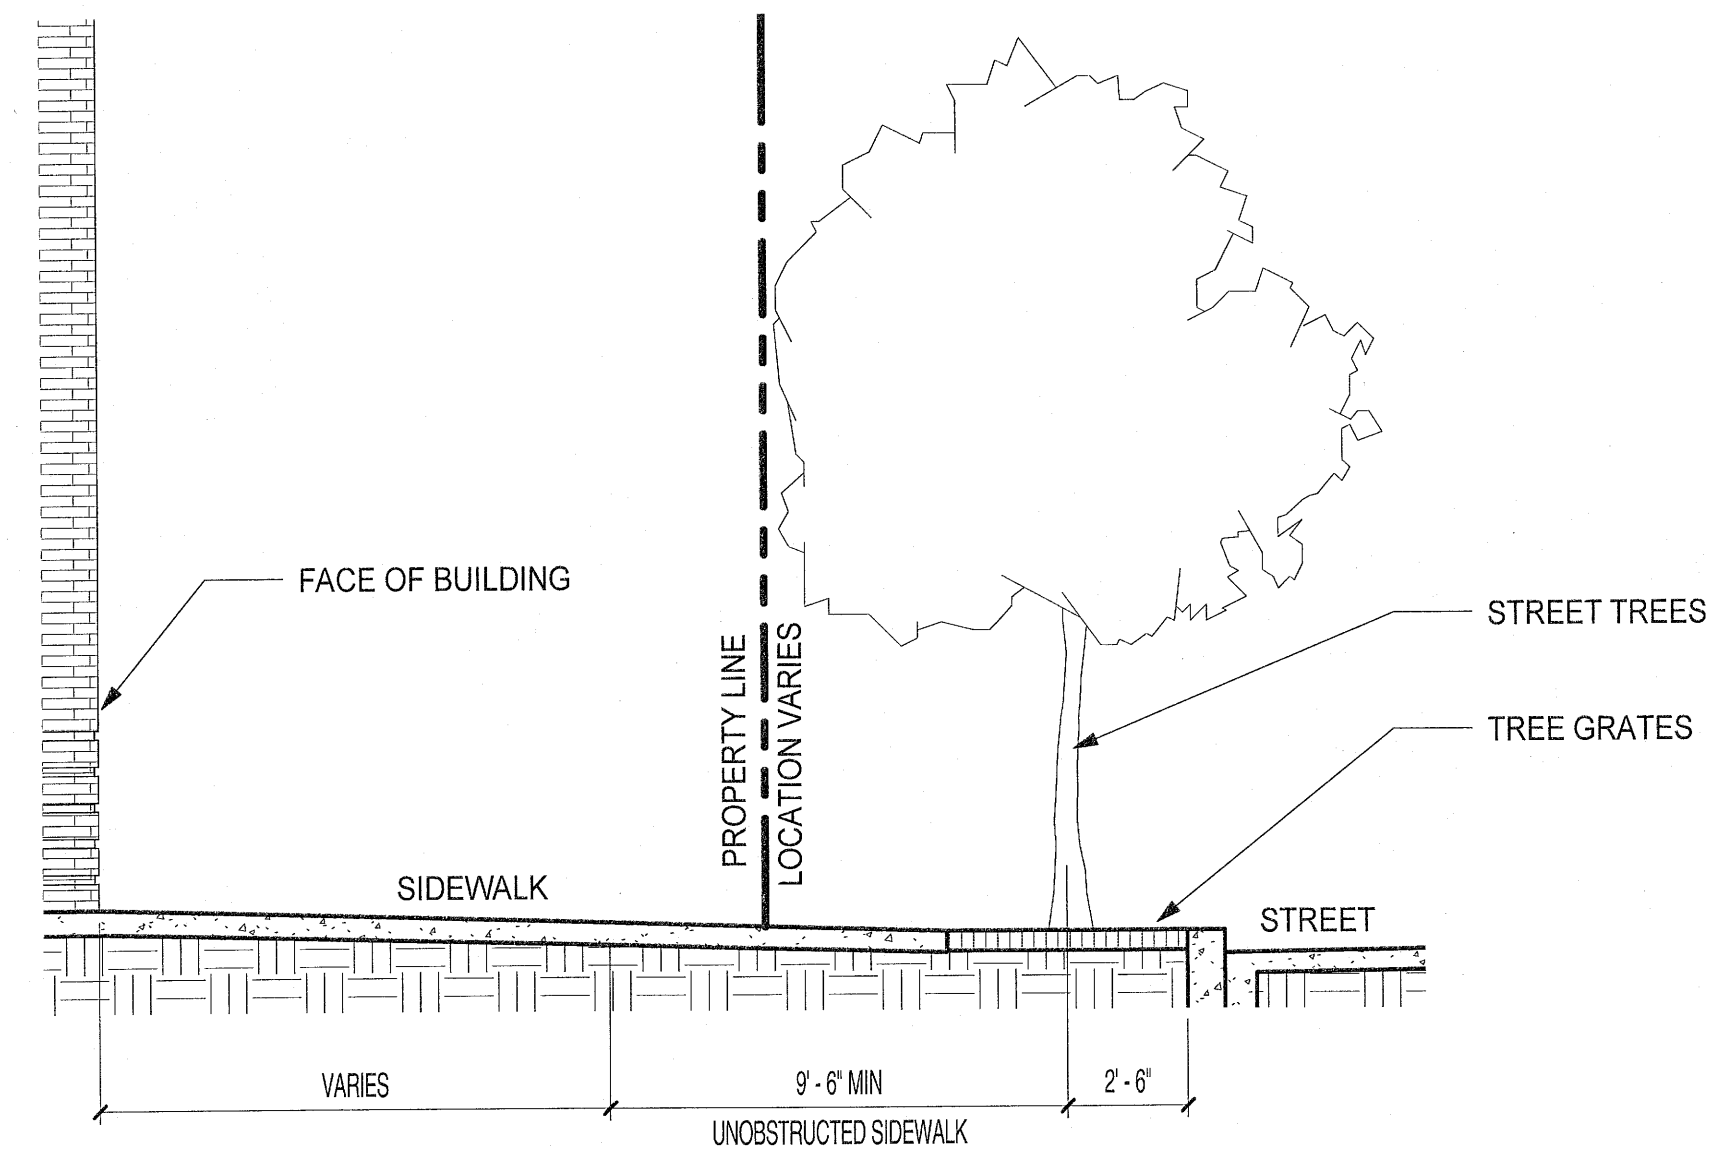 FACE OF BUILDING
STREET TREES
PROPERTY LINE
LOCATION VARIES
TREE GRATES
SIDEWALK
STREET
VARIES
9' - 6" MIN
2' - 6"
UNOBSTRUCTED SIDEWALK